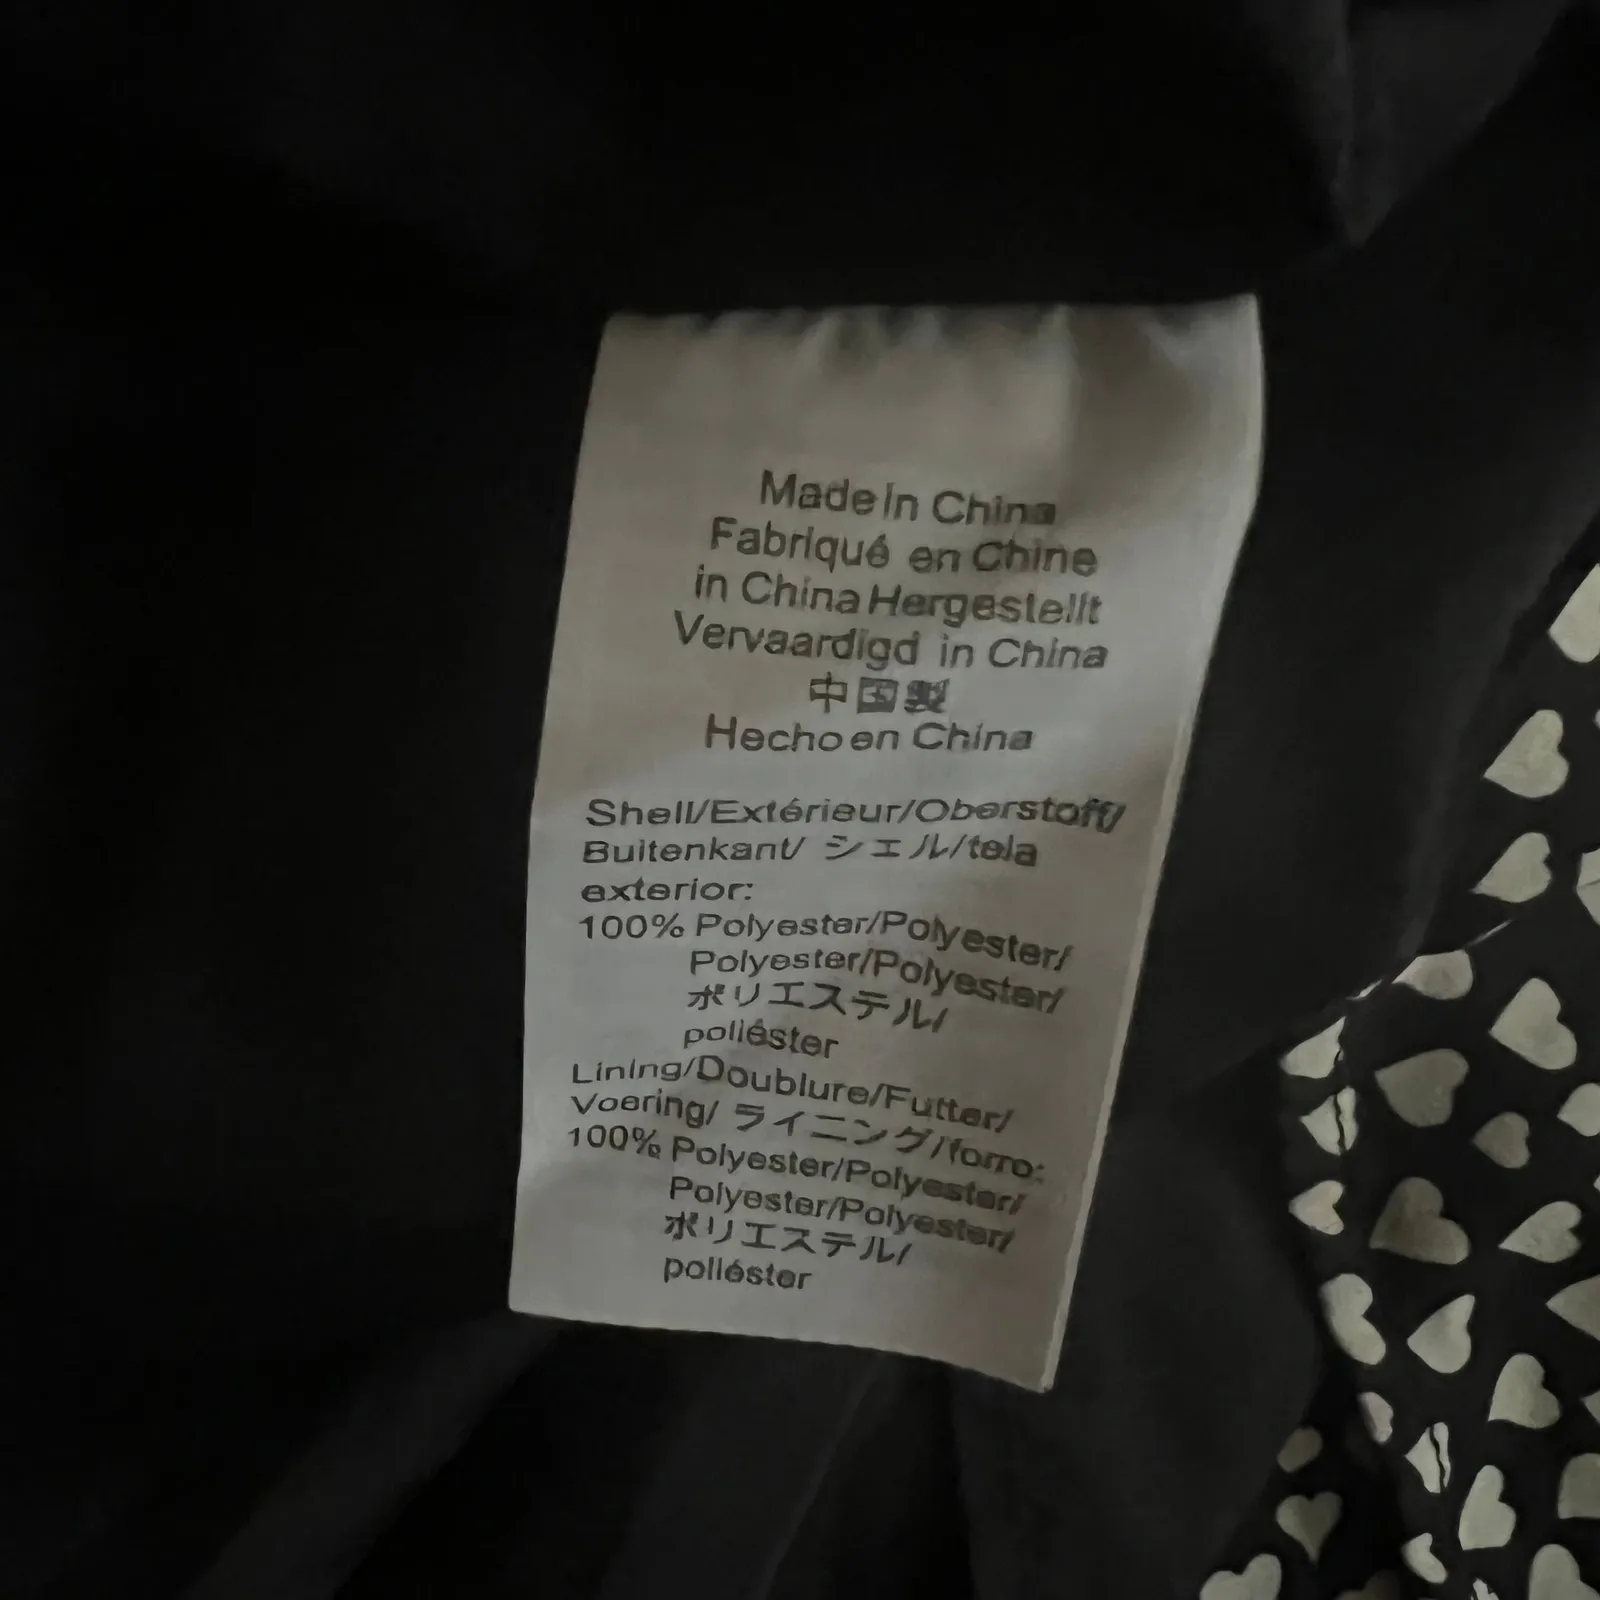 Made In China
Fabriqué en Chine
in China Hergestellt
Vervaardigd in China
中国製
Hecho en China
Shell/Extérieur/Oberstoff/
Buitenkant/ シェル/tela
exterior:
100% Polyester/Polyester/
Polyester/Polyester/
ポリエステル/
poliéster
Lining/Doublure/Futter/
Voering/ ライニング/forro:
100% Polyester/Polyester/
Polyester/Polyester/
ポリエステル/
poliéster